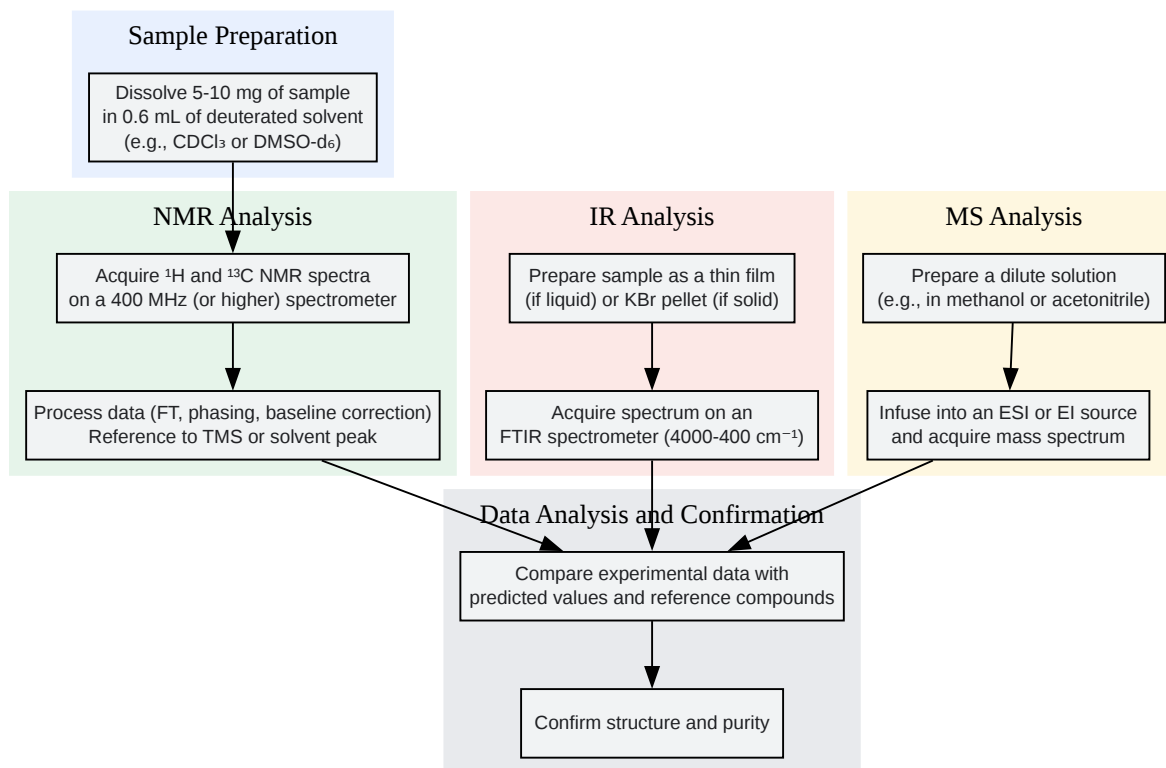 Sample Preparation
Dissolve 5-10 mg of sample
in 0.6 mL of deuterated solvent
(e.g., CDCl₃ or DMSO-d₆)
NMR Analysis
Acquire ¹H and ¹³C NMR spectra
on a 400 MHz (or higher) spectrometer
Process data (FT, phasing, baseline correction)
Reference to TMS or solvent peak
IR Analysis
Prepare sample as a thin film
(if liquid) or KBr pellet (if solid)
Acquire spectrum on an
FTIR spectrometer (4000-400 cm⁻¹)
MS Analysis
Prepare a dilute solution
(e.g., in methanol or acetonitrile)
Infuse into an ESI or EI source
and acquire mass spectrum
Data Analysis and Confirmation
Compare experimental data with
predicted values and reference compounds
Confirm structure and purity